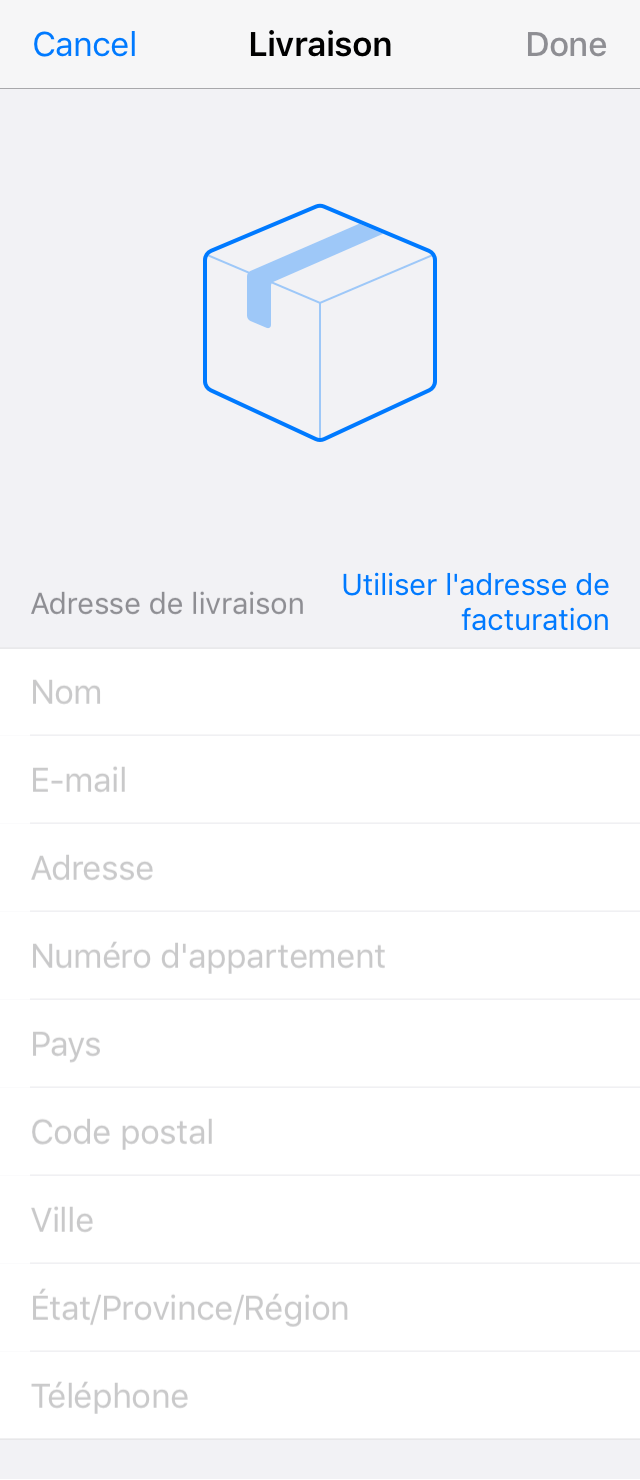 Cancel
Livraison
Done
Adresse de livraison
Utiliser l'adresse de
facturation
Nom
E-mail
Adresse
Numéro d'appartement
Pays
Code postal
Ville
État/Province/Région
Téléphone